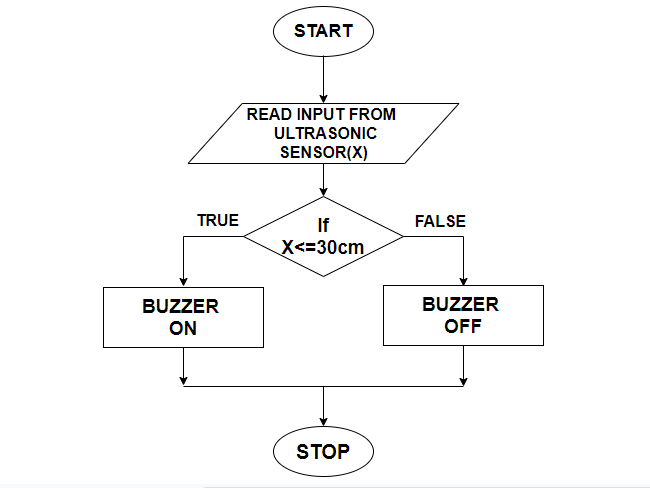 START
READ INPUT FROM
ULTRASONIC
SENSOR(X)
TRUE
If
X<=30cm
FALSE
BUZZER
ON
BUZZER
OFF
STOP